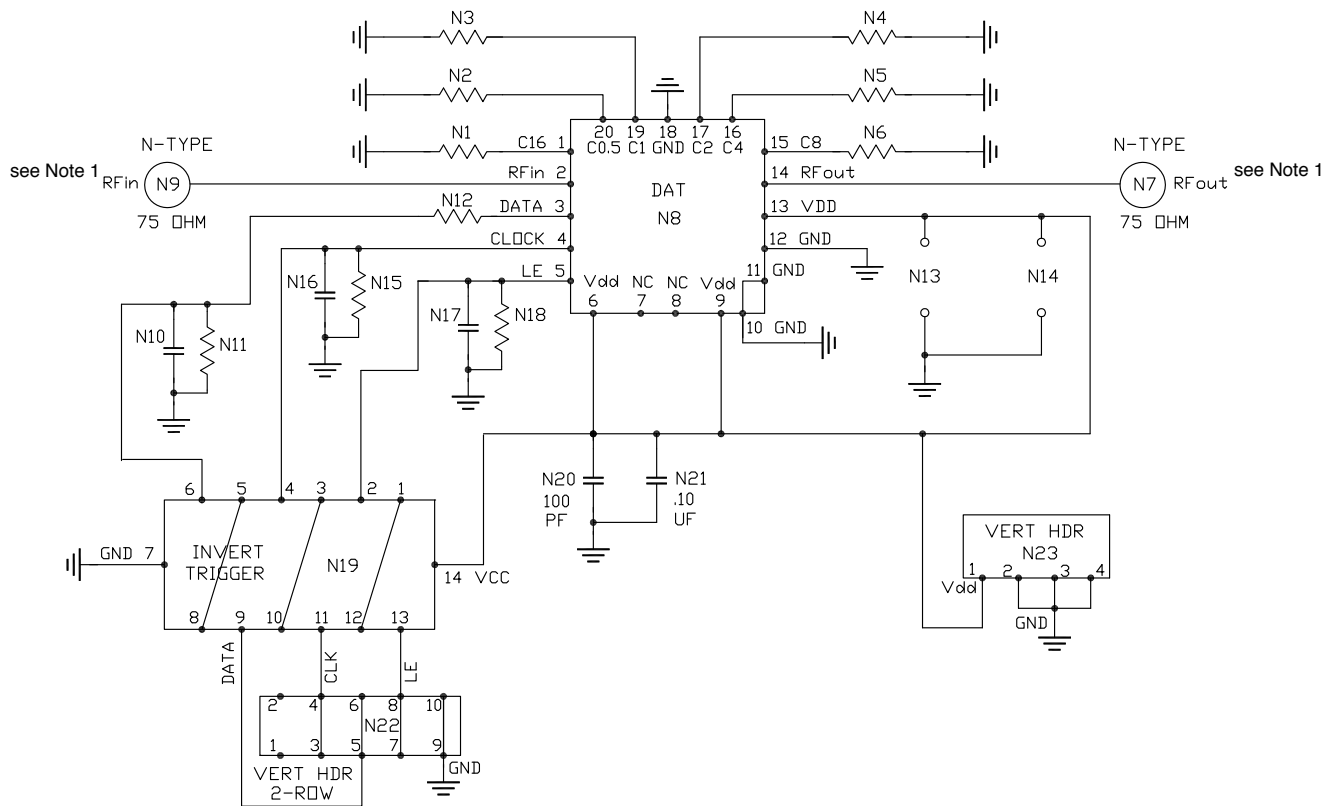 N3
N4
N2
N5
20 19 18 17 16
C0.5 C1 GND C2 C4
N1
C16 1
15 C8
N6
N-TYPE
N-TYPE
see Note 1
RFin
N9
RFin 2
DAT
14 RFout
N7
RFout
see Note 1
75 OHM
N12
DATA 3
N8
13 VDD
75 OHM
CLOCK 4
12 GND
N16
N15
LE 5
Vdd NC NC Vdd
11
GND
N13
N14
6 7 8 9
10 GND
N10
N11
N17
N18
6 5 4 3 2 1
N20
100
PF
N21
.10
UF
GND 7
INVERT
TRIGGER
N19
14 VCC
VERT HDR
N23
1 2 3 4
Vdd
GND
8 9 10 11 12 13
DATA
CLK
LE
2 4 6 8 10
N22
1 3 5 7 9
GND
VERT HDR
2-ROW